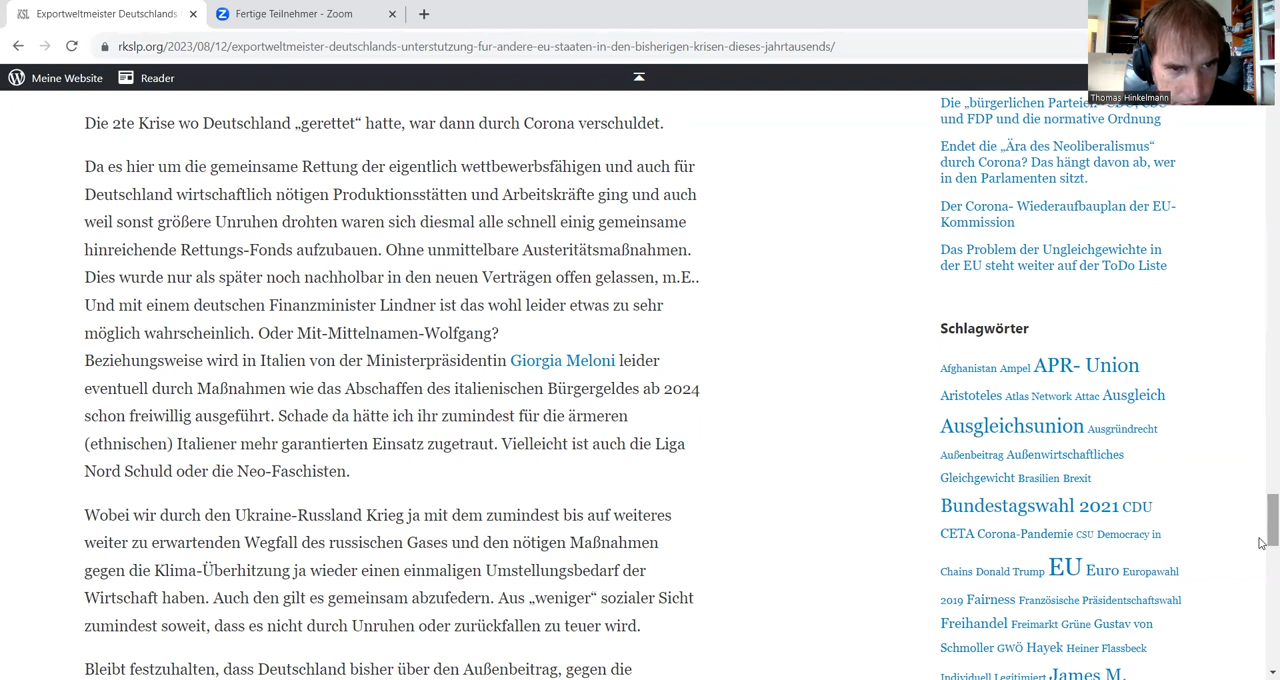 Exportweltmeister Deutschlands
Fertige Teilnehmer - Zoom
rkslp.org/2023/08/12/exportweltmeister-deutschlands-unterstutzung-fur-andere-eu-staaten-in-den-bisherigen-krisen-dieses-jahrtausends/
Meine Website
Reader
Thomas Hinkelmann
Die 2te Krise wo Deutschland „gerettet“ hatte, war dann durch Corona verschuldet.
Da es hier um die gemeinsame Rettung der eigentlich wettbewerbsfähigen und auch für
Deutschland wirtschaftlich nötigen Produktionsstätten und Arbeitskräfte ging und auch
weil sonst größere Unruhen drohten waren sich diesmal alle schnell einig gemeinsame
hinreichende Rettungs-Fonds aufzubauen. Ohne unmittelbare Austeritätsmaßnahmen.
Dies wurde nur als später noch nachholbar in den neuen Verträgen offen gelassen, m.E..
Und mit einem deutschen Finanzminister Lindner ist das wohl leider etwas zu sehr
möglich wahrscheinlich. Oder Mit-Mittelnamen-Wolfgang?
Beziehungsweise wird in Italien von der Ministerpräsidentin Giorgia Meloni leider
eventuell durch Maßnahmen wie das Abschaffen des italienischen Bürgergeldes ab 2024
schon freiwillig ausgeführt. Schade da hätte ich ihr zumindest für die ärmeren
(ethnischen) Italiener mehr garantierten Einsatz zugetraut. Vielleicht ist auch die Liga
Nord Schuld oder die Neo-Faschisten.
Wobei wir durch den Ukraine-Russland Krieg ja mit dem zumindest bis auf weiteres
weiter zu erwartenden Wegfall des russischen Gases und den nötigen Maßnahmen
gegen die Klima-Überhitzung ja wieder einen einmaligen Umstellungsbedarf der
Wirtschaft haben. Auch den gilt es gemeinsam abzufedern. Aus „weniger“ sozialer Sicht
zumindest soweit, dass es nicht durch Unruhen oder zurückfallen zu teuer wird.
Bleibt festzuhalten, dass Deutschland bisher über den Außenbeitrag, gegen die
Die „bürgerlichen Parteien
und FDP und die normative Ordnung
Endet die „Ära des Neoliberalismus“
durch Corona? Das hängt davon ab, wer
in den Parlamenten sitzt.
Der Corona- Wiederaufbauplan der EU-
Kommission
Das Problem der Ungleichgewichte in
der EU steht weiter auf der ToDo Liste
Schlagwörter
Afghanistan Ampel APR- Union
Aristoteles Atlas Network Attac Ausgleich
Ausgleichsunion Ausgründrecht
Außenbeitrag Außenwirtschaftliches
Gleichgewicht Brasilien Brexit
Bundestagswahl 2021 CDU
CETA Corona-Pandemie CSU Democracy in
Chains Donald Trump EU Euro Europawahl
2019 Fairness Französische Präsidentschaftswahl
Freihandel Freimarkt Grüne Gustav von
Schmoller GWÖ Hayek Heiner Flassbeck
Individuell Legitimiert James M.